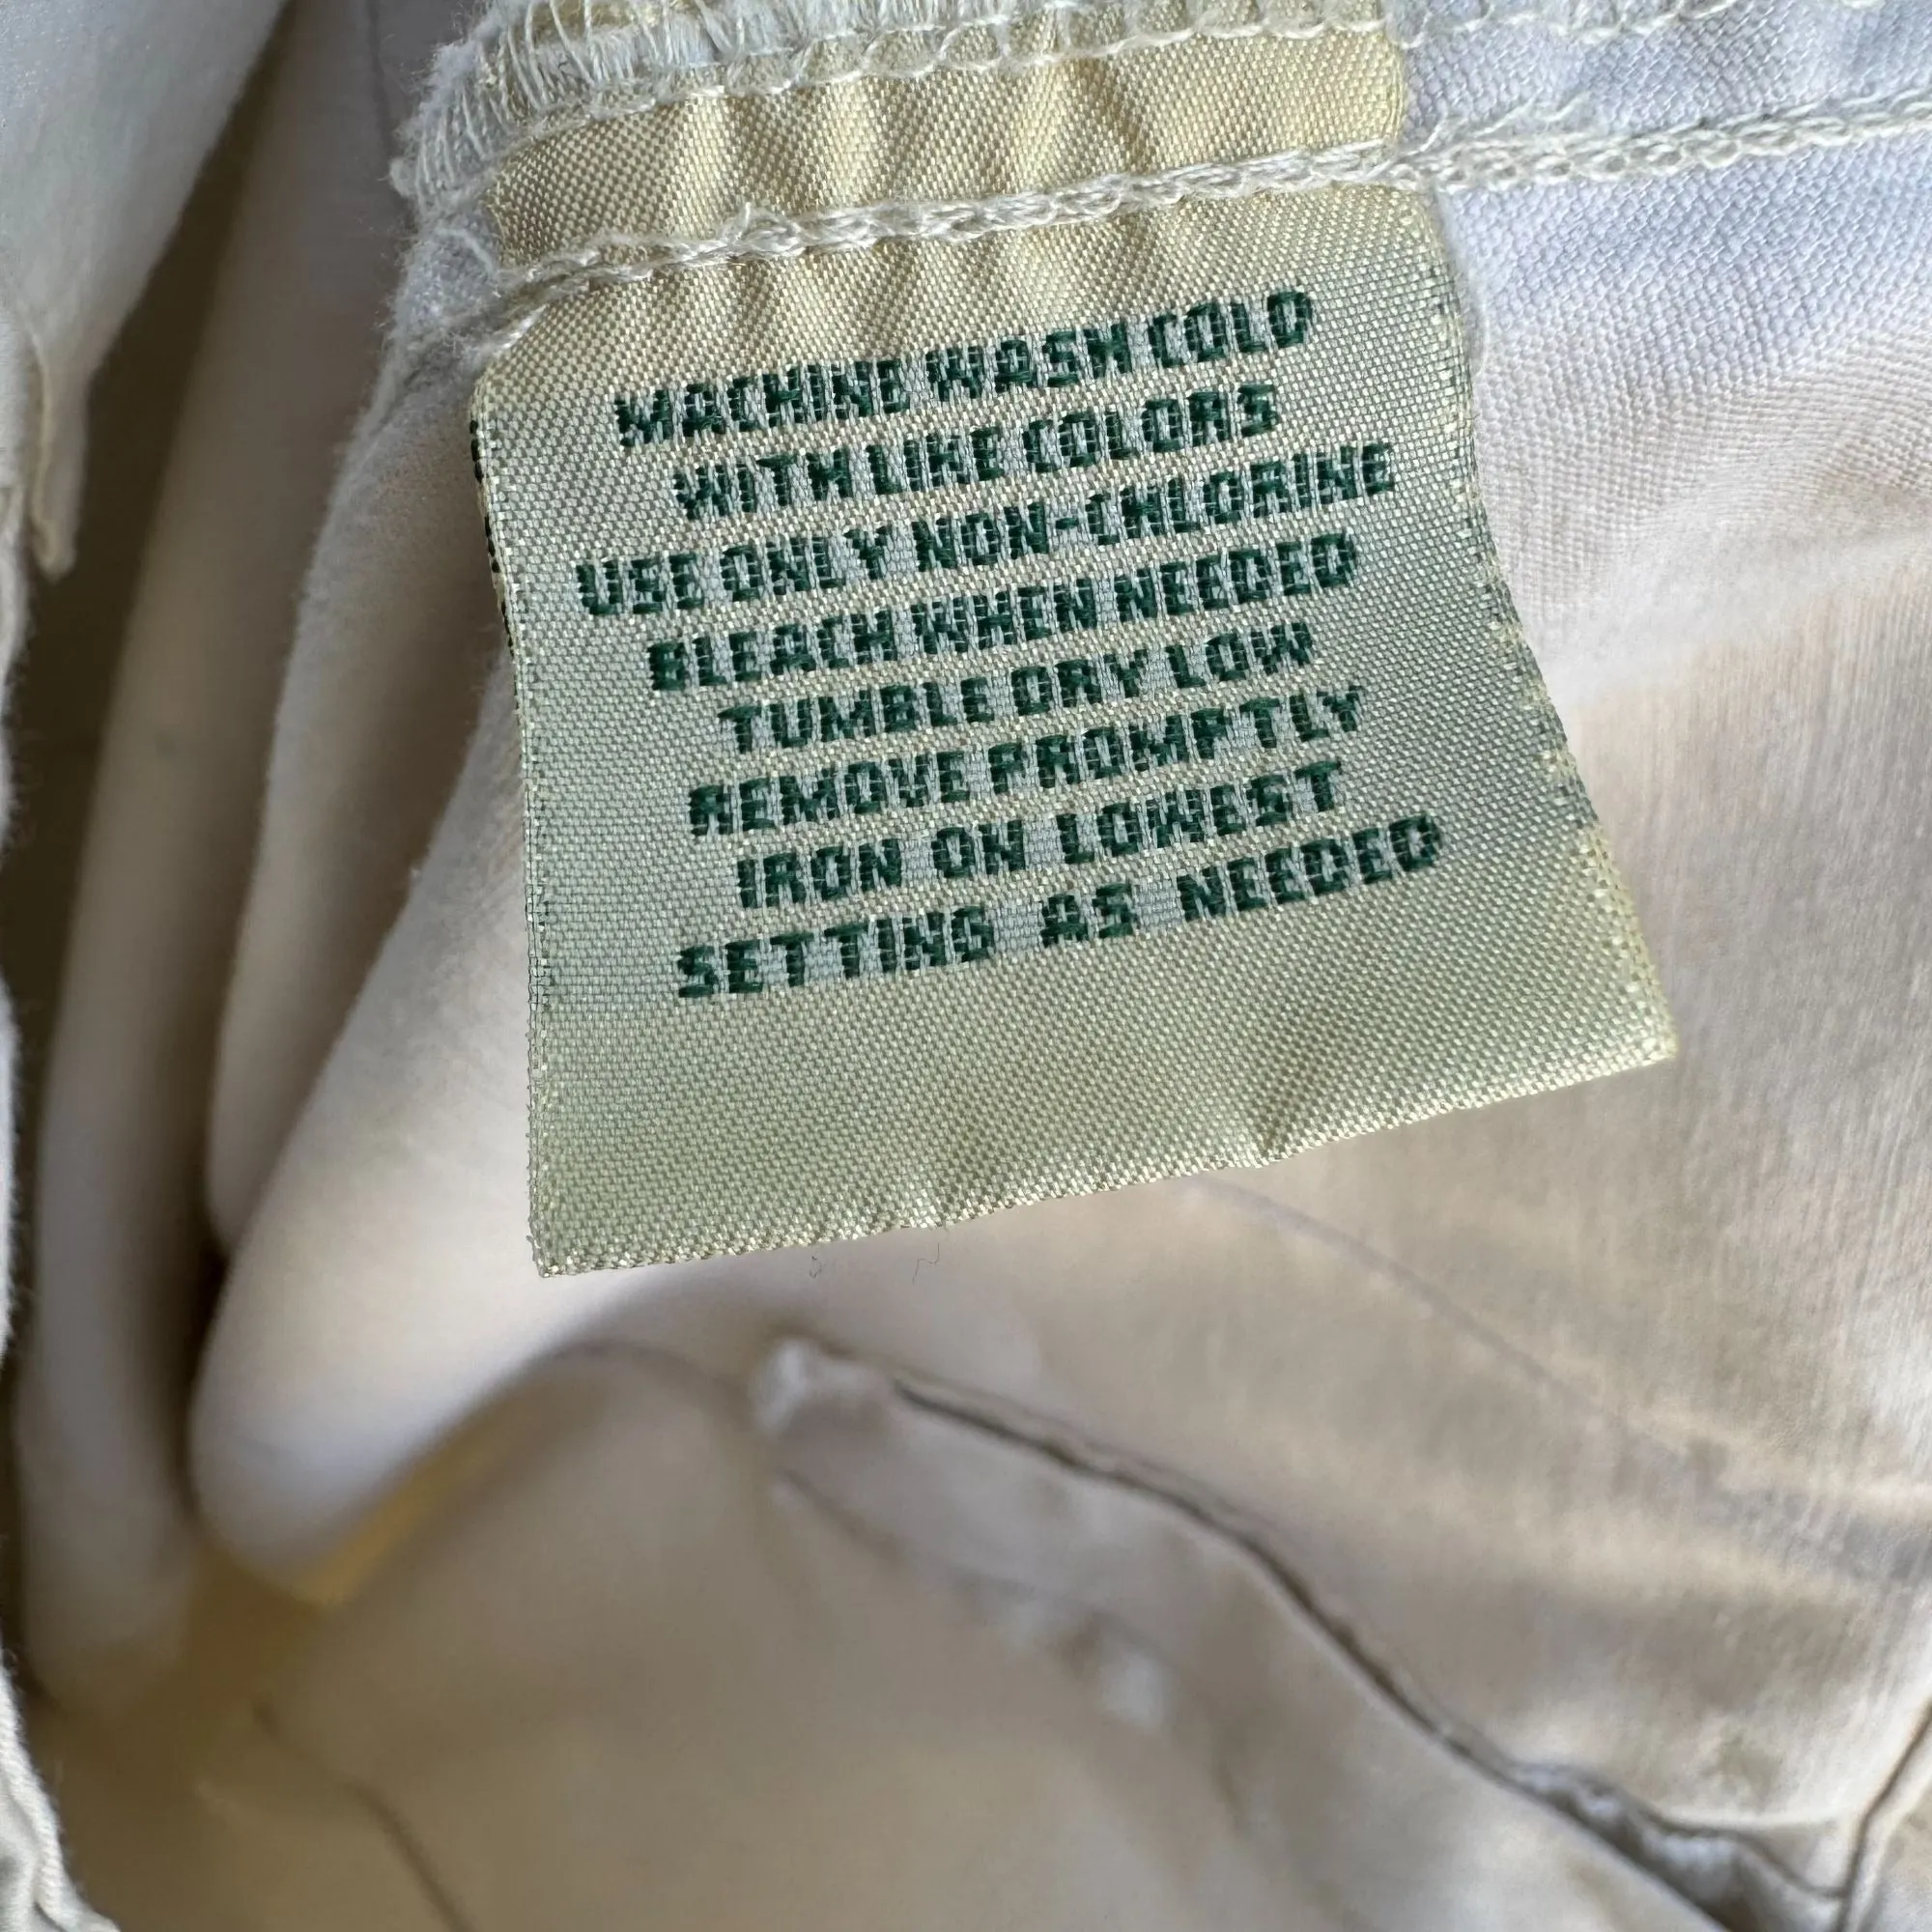 MACHINE WASH COLD
WITH LIKE COLORS
USE ONLY NON-CHLORINE
BLEACH WHEN NEEDED
TUMBLE DRY LOW
REMOVE PROMPTLY
IRON ON LOWEST
SETTING AS NEEDED